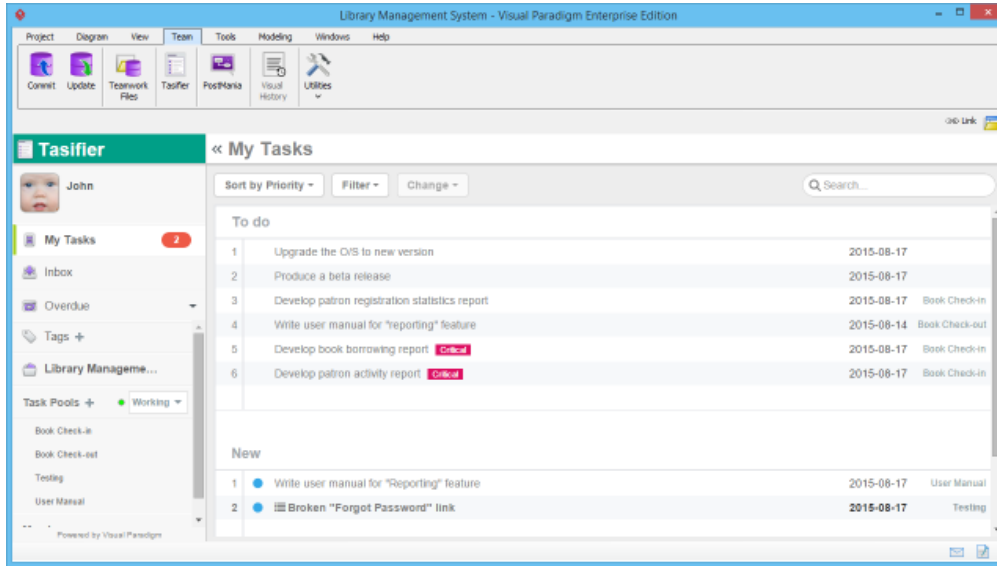 Library Management System - Visual Paradigm Enterprise Edition
Project Diagram View Team Tools Modeling Windows Help
Commit Update Teamwork Files Tasifier PostMania Visual History Utilities
Link
Tasifier
« My Tasks
John
Sort by Priority Filter Change Search...
To do
My Tasks 2
1 Upgrade the O/S to new version 2015-08-17
Inbox
2 Produce a beta release 2015-08-17
3 Develop patron registration statistics report 2015-08-17 Book Check-in
Overdue
4 Write user manual for "reporting" feature 2015-08-14 Book Check-out
Tags +
5 Develop book borrowing report Critical 2015-08-17 Book Check-in
Library Manageme...
6 Develop patron activity report Critical 2015-08-17 Book Check-in
Task Pools + Working
Book Check-in
Book Check-out
New
Testing
1 Write user manual for "Reporting" feature 2015-08-17 User Manual
User Manual
2 Broken "Forgot Password" link 2015-08-17 Testing
Powered by Visual Paradigm